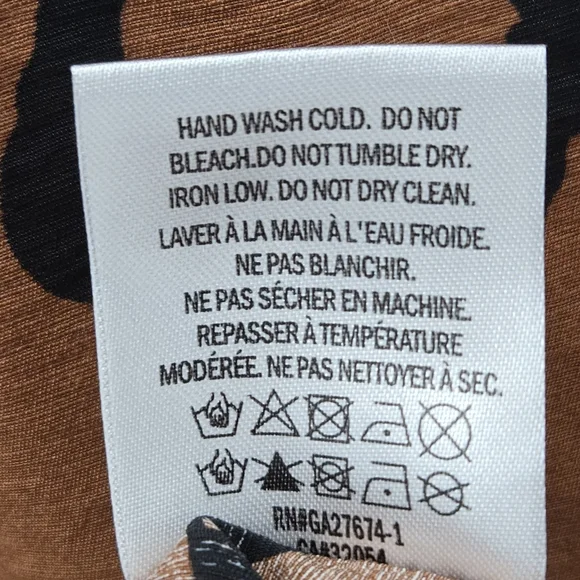 HAND WASH COLD. DO NOT
BLEACH.DO NOT TUMBLE DRY.
IRON LOW. DO NOT DRY CLEAN.
LAVER À LA MAIN À L'EAU FROIDE.
NE PAS BLANCHIR.
NE PAS SÉCHER EN MACHINE.
REPASSER À TEMPÉRATURE
MODÉRÉE. NE PAS NETTOYER À SEC.
RN#GA27674-1
CA#32054